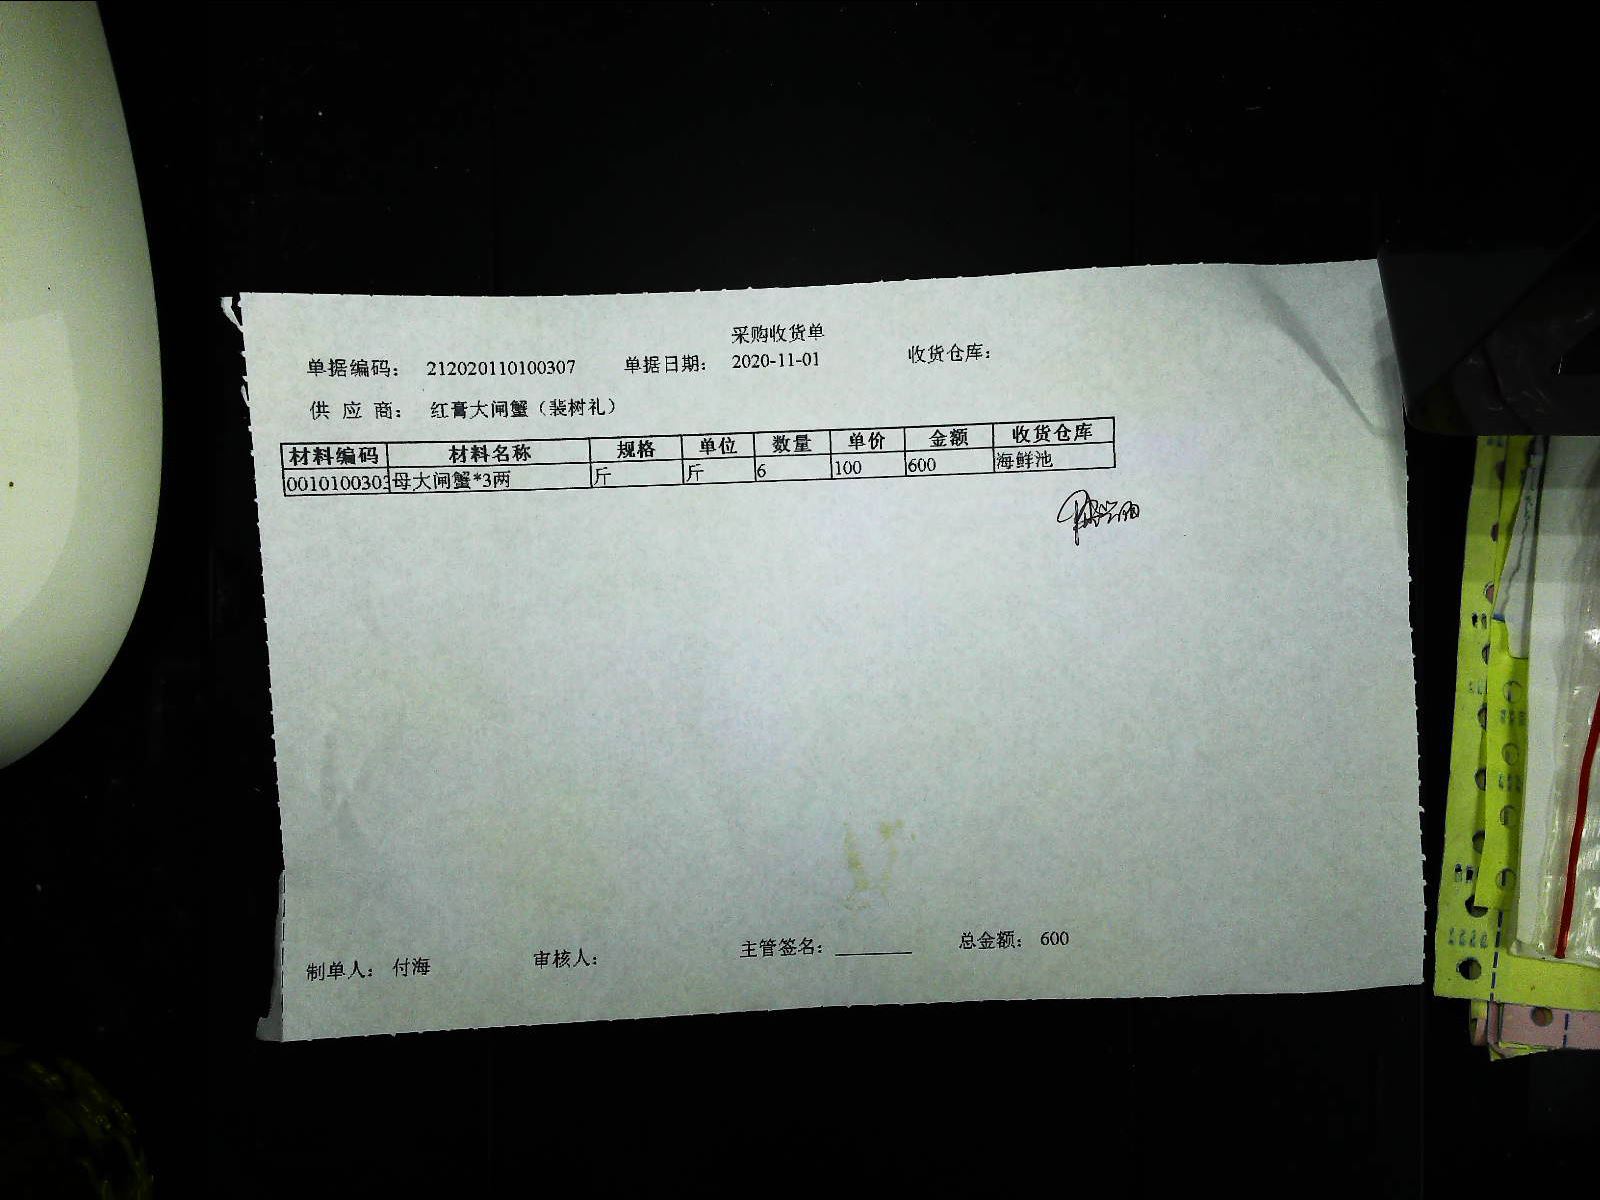 采购收货单
单据编码： 212020110100307 单据日期： 2020-11-01 收货仓库：
供 应 商： 红膏大闸蟹（裴树礼）
材料编码 材料名称 规格 单位 数量 单价 金额 收货仓库
0010100303 母大闸蟹*3两 斤 斤 6 100 600 海鲜池
制单人： 付海 审核人： 主管签名： 总金额： 600